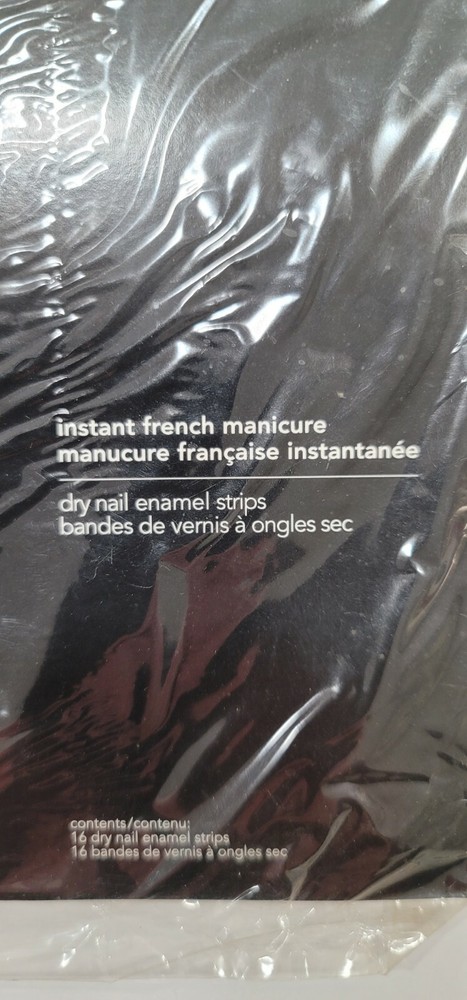 instant french manicure
manucure française instantanée
dry nail enamel strips
bandes de vernis à ongles sec
contents/contenu:
16 dry nail enamel strips
16 bandes de vernis à ongles sec